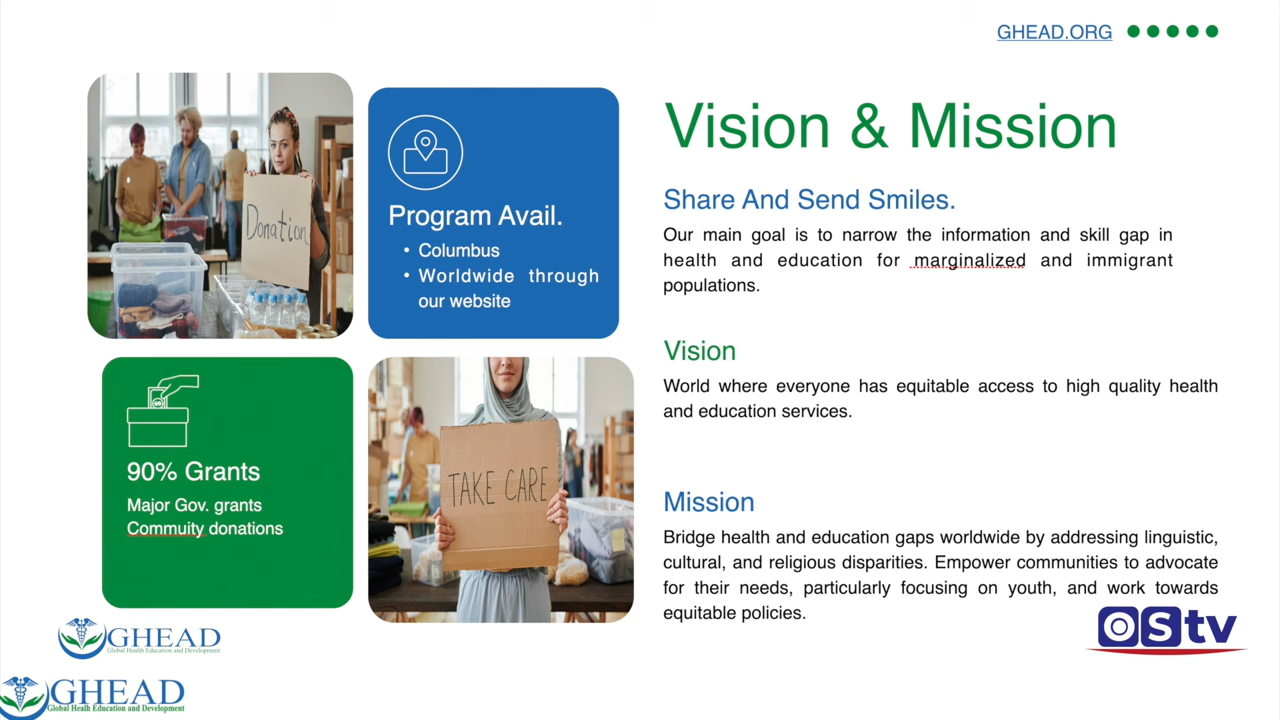 GHEAD.ORG
Donation
Program Avail.
• Columbus
• Worldwide through
our website
90% Grants
Major Gov. grants
Commuity donations
TAKE CARE
Vision & Mission
Share And Send Smiles.
Our main goal is to narrow the information and skill gap in
health and education for marginalized and immigrant
populations.
Vision
World where everyone has equitable access to high quality health
and education services.
Mission
Bridge health and education gaps worldwide by addressing linguistic,
cultural, and religious disparities. Empower communities to advocate
for their needs, particularly focusing on youth, and work towards
equitable policies.
GHEAD
Global Health Education and Development
OStv
GHEAD
Global Healh Education and Development